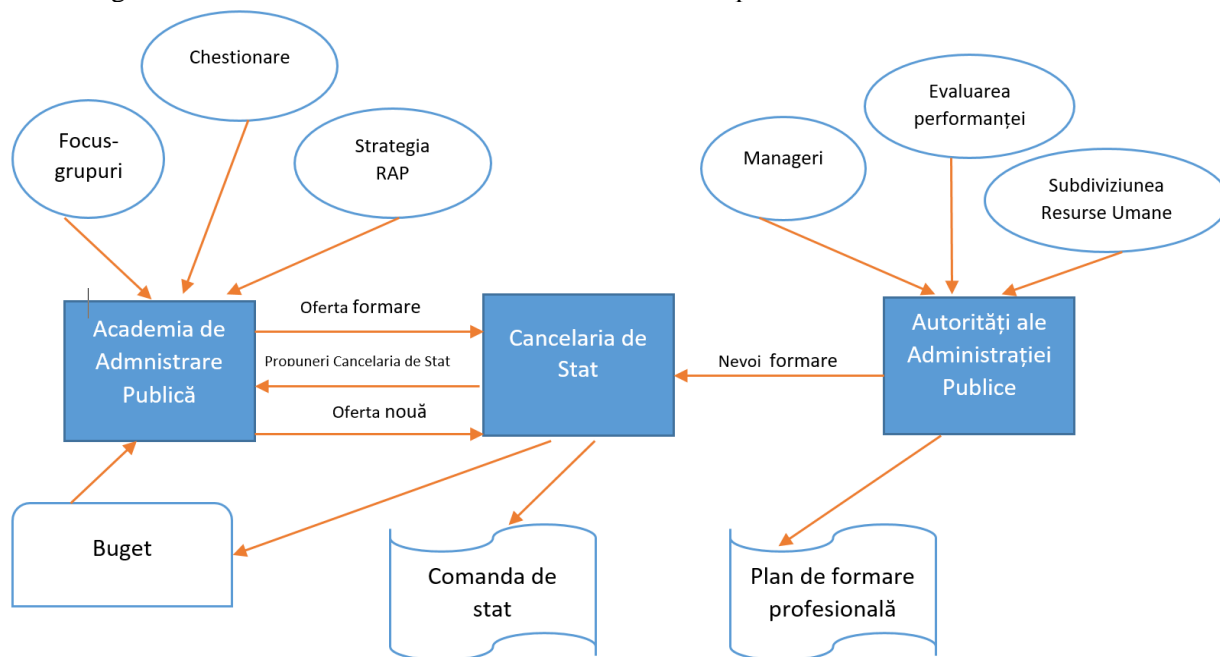 Chestionare
Focus-
grupuri
Strategia
RAP
Evaluarea
performanței
Manageri
Subdiviziunea
Resurse Umane
Academia de
Admnistrare
Publică
Oferta formare
Propuneri Cancelaria de Stat
Oferta nouă
Cancelaria de
Stat
Nevoi formare
Autorități ale
Administrației
Publice
Buget
Comanda de
stat
Plan de formare
profesională